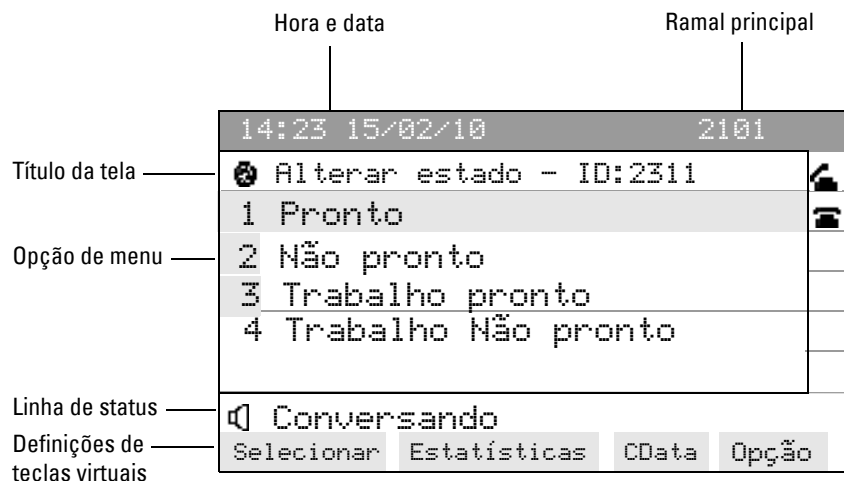 Hora e data
Ramal principal
14:23 15/02/10 2101
Título da tela
Alterar estado - ID:2311
1 Pronto
Opção de menu
2 Não pronto
3 Trabalho pronto
4 Trabalho Não pronto
Linha de status
Conversando
Definições de
teclas virtuais
Selecionar Estatísticas CData Opção